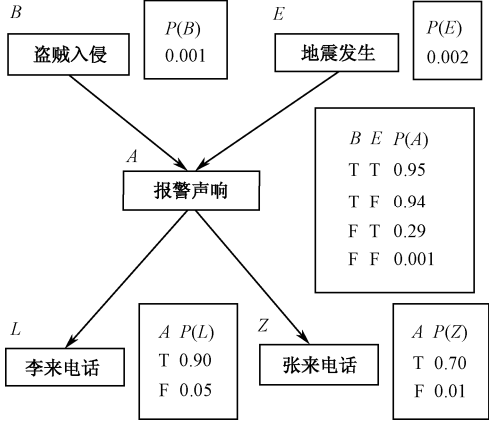 B
E
盗贼入侵
P(B)
0.001
地震发生
P(E)
0.002
A
报警声响
B E P(A)
T T 0.95
T F 0.94
F T 0.29
F F 0.001
L
李来电话
A P(L)
T 0.90
F 0.05
Z
张来电话
A P(Z)
T 0.70
F 0.01